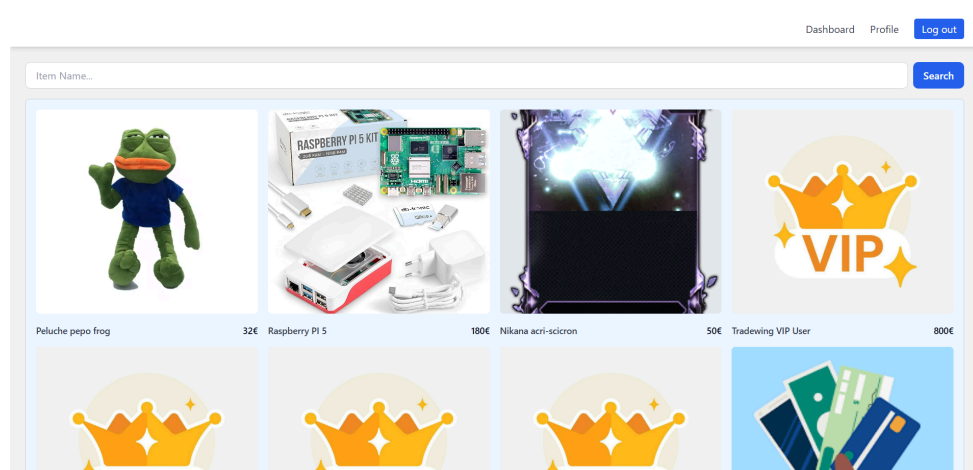 Dashboard Profile Log out
Item Name... Search
RASPBERRY PI 5 KIT
VIP
Peluche pepo frog 32€ Raspberry PI 5 180€ Nikana acri-scicron 50€ Tradewing VIP User 800€